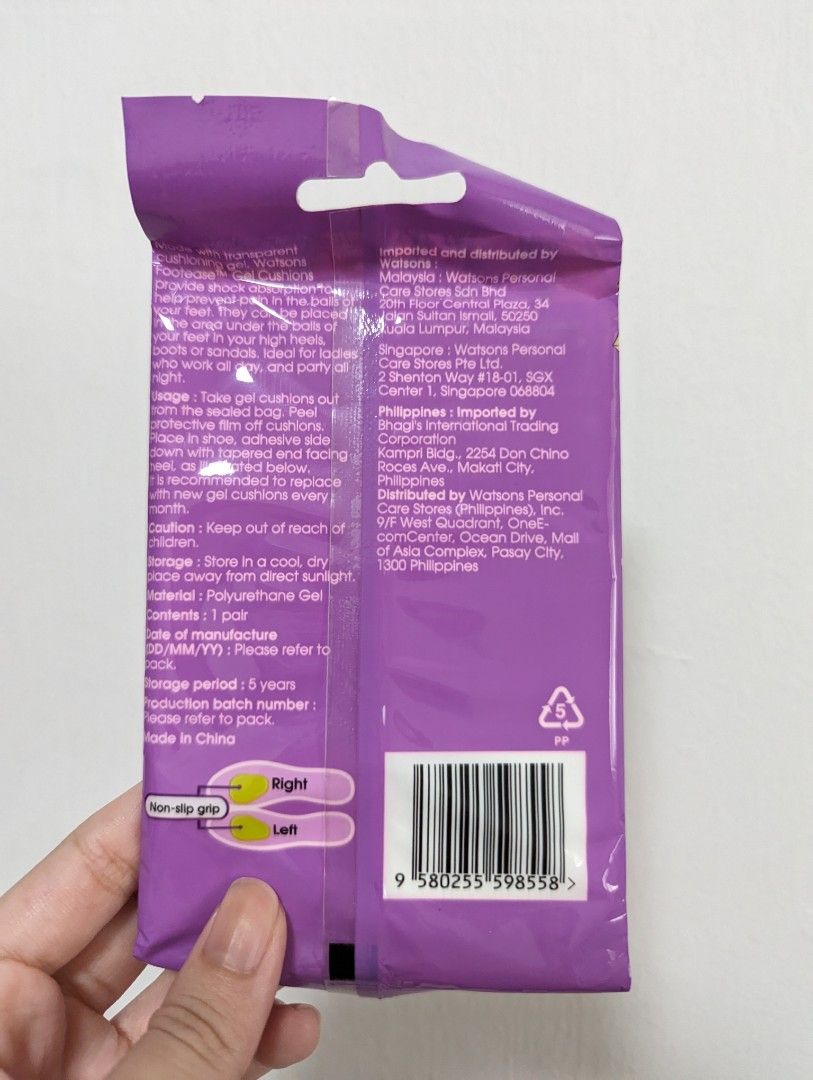 Made with transparent
cushioning gel, Watsons
Footease™ Gel Cushions
provide shock absorption to
help prevent pain in the balls of
your feet. They can be placed
in the area under the balls of
your feet in your high heels,
boots or sandals. Ideal for ladies
who work all day, and party all
night.
Usage : Take gel cushions out
from the sealed bag. Peel
protective film off cushions.
Place in shoe, adhesive side
down with tapered end facing
heel, as illustrated below.
It is recommended to replace
with new gel cushions every
month.
Caution : Keep out of reach of
children.
Storage : Store in a cool, dry
place away from direct sunlight.
Material : Polyurethane Gel
Contents : 1 pair
Date of manufacture
(DD/MM/YY) : Please refer to
pack.
Storage period : 5 years
Production batch number :
Please refer to pack.
Made in China
Right
Non-slip grip
Left
Imported and distributed by
Watsons :
Malaysia : Watsons Personal
Care Stores Sdn Bhd
20th Floor Central Plaza, 34
Jalan Sultan Ismail, 50250
Kuala Lumpur, Malaysia
Singapore : Watsons Personal
Care Stores Pte Ltd.
2 Shenton Way #18-01, SGX
Center 1, Singapore 068804
Philippines : Imported by
Bhagi's International Trading
Corporation
Kampri Bldg., 2254 Don Chino
Roces Ave., Makati City,
Philippines
Distributed by Watsons Personal
Care Stores (Philippines), Inc.
9/F West Quadrant, OneE-
comCenter, Ocean Drive, Mall
of Asia Complex, Pasay City,
1300 Philippines
5
PP
9 580255 598558 >